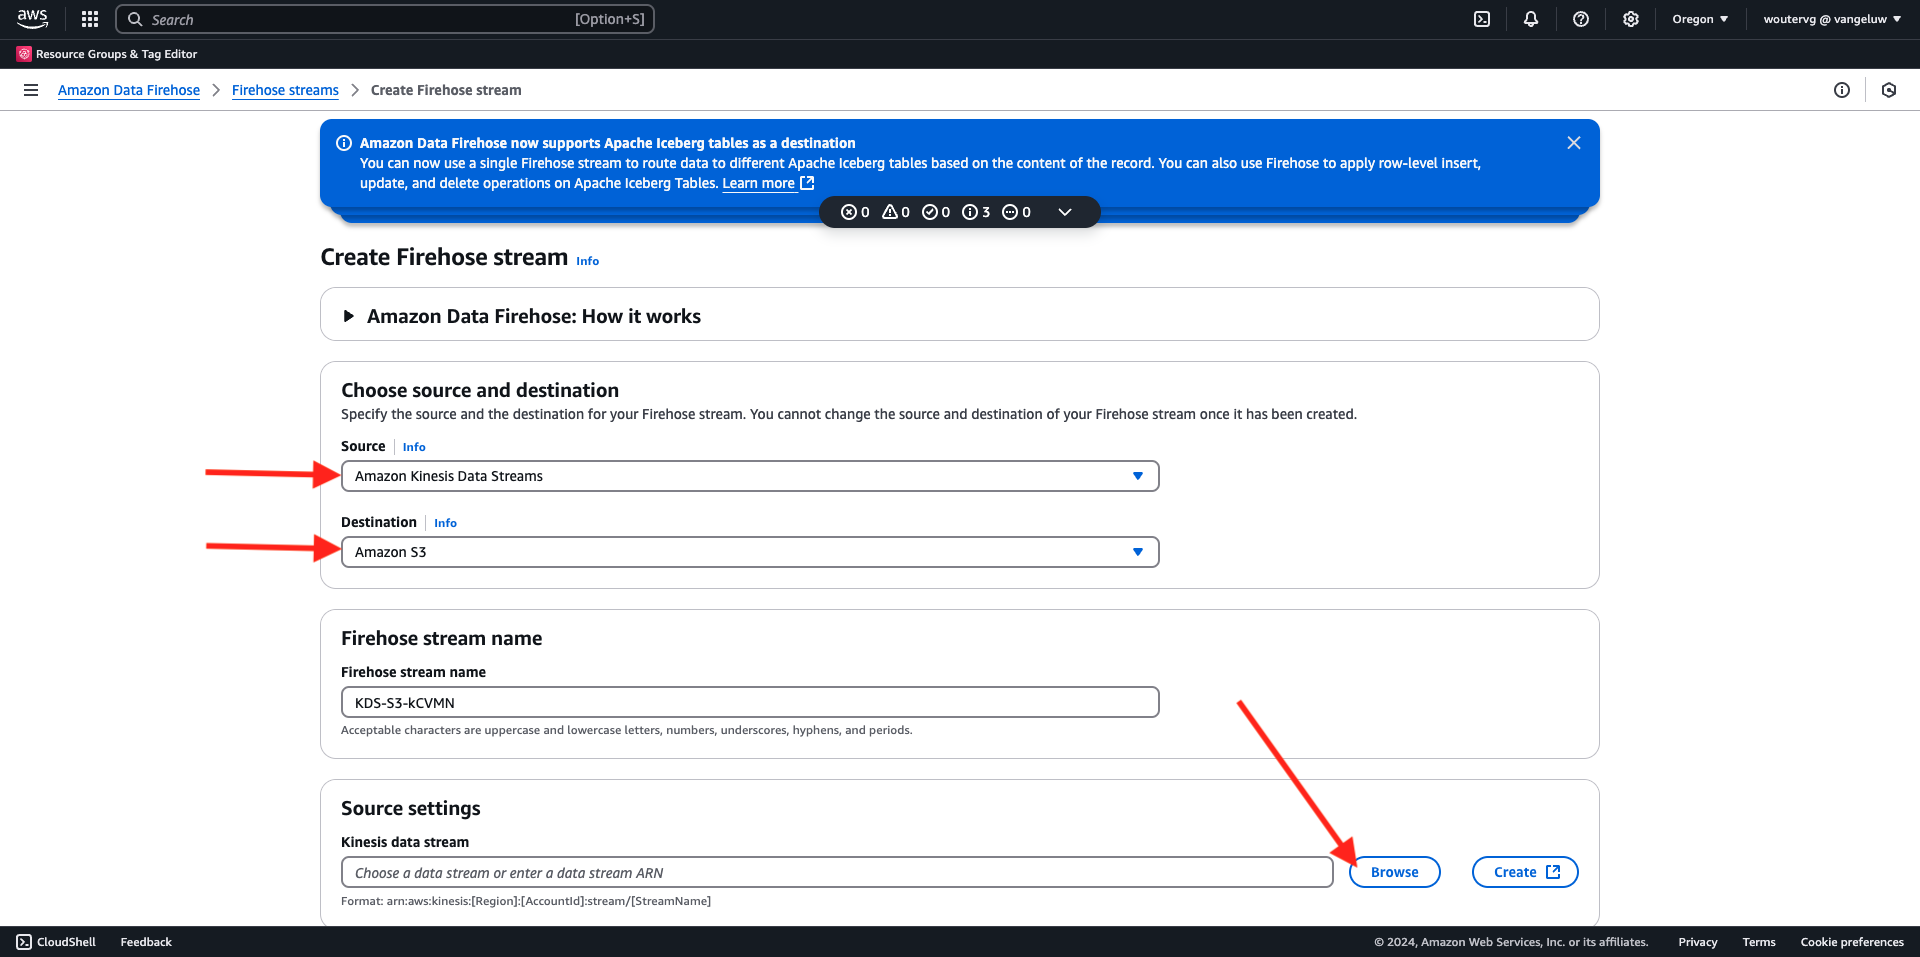 aws
Search
[Option+S]
Oregon
woutervg @ vangeluw
Resource Groups & Tag Editor
Amazon Data Firehose
Firehose streams
Create Firehose stream
Amazon Data Firehose now supports Apache Iceberg tables as a destination
You can now use a single Firehose stream to route data to different Apache Iceberg tables based on the content of the record. You can also use Firehose to apply row-level insert,
update, and delete operations on Apache Iceberg Tables. Learn more
0 0 0 3 0
Create Firehose stream Info
Amazon Data Firehose: How it works
Choose source and destination
Specify the source and the destination for your Firehose stream. You cannot change the source and destination of your Firehose stream once it has been created.
Source Info
Amazon Kinesis Data Streams
Destination Info
Amazon S3
Firehose stream name
Firehose stream name
KDS-S3-kCVMN
Acceptable characters are uppercase and lowercase letters, numbers, underscores, hyphens, and periods.
Source settings
Kinesis data stream
Choose a data stream or enter a data stream ARN
Browse
Create
Format: arn:aws:kinesis:[Region]:[AccountId]:stream/[StreamName]
CloudShell
Feedback
© 2024, Amazon Web Services, Inc. or its affiliates.
Privacy
Terms
Cookie preferences